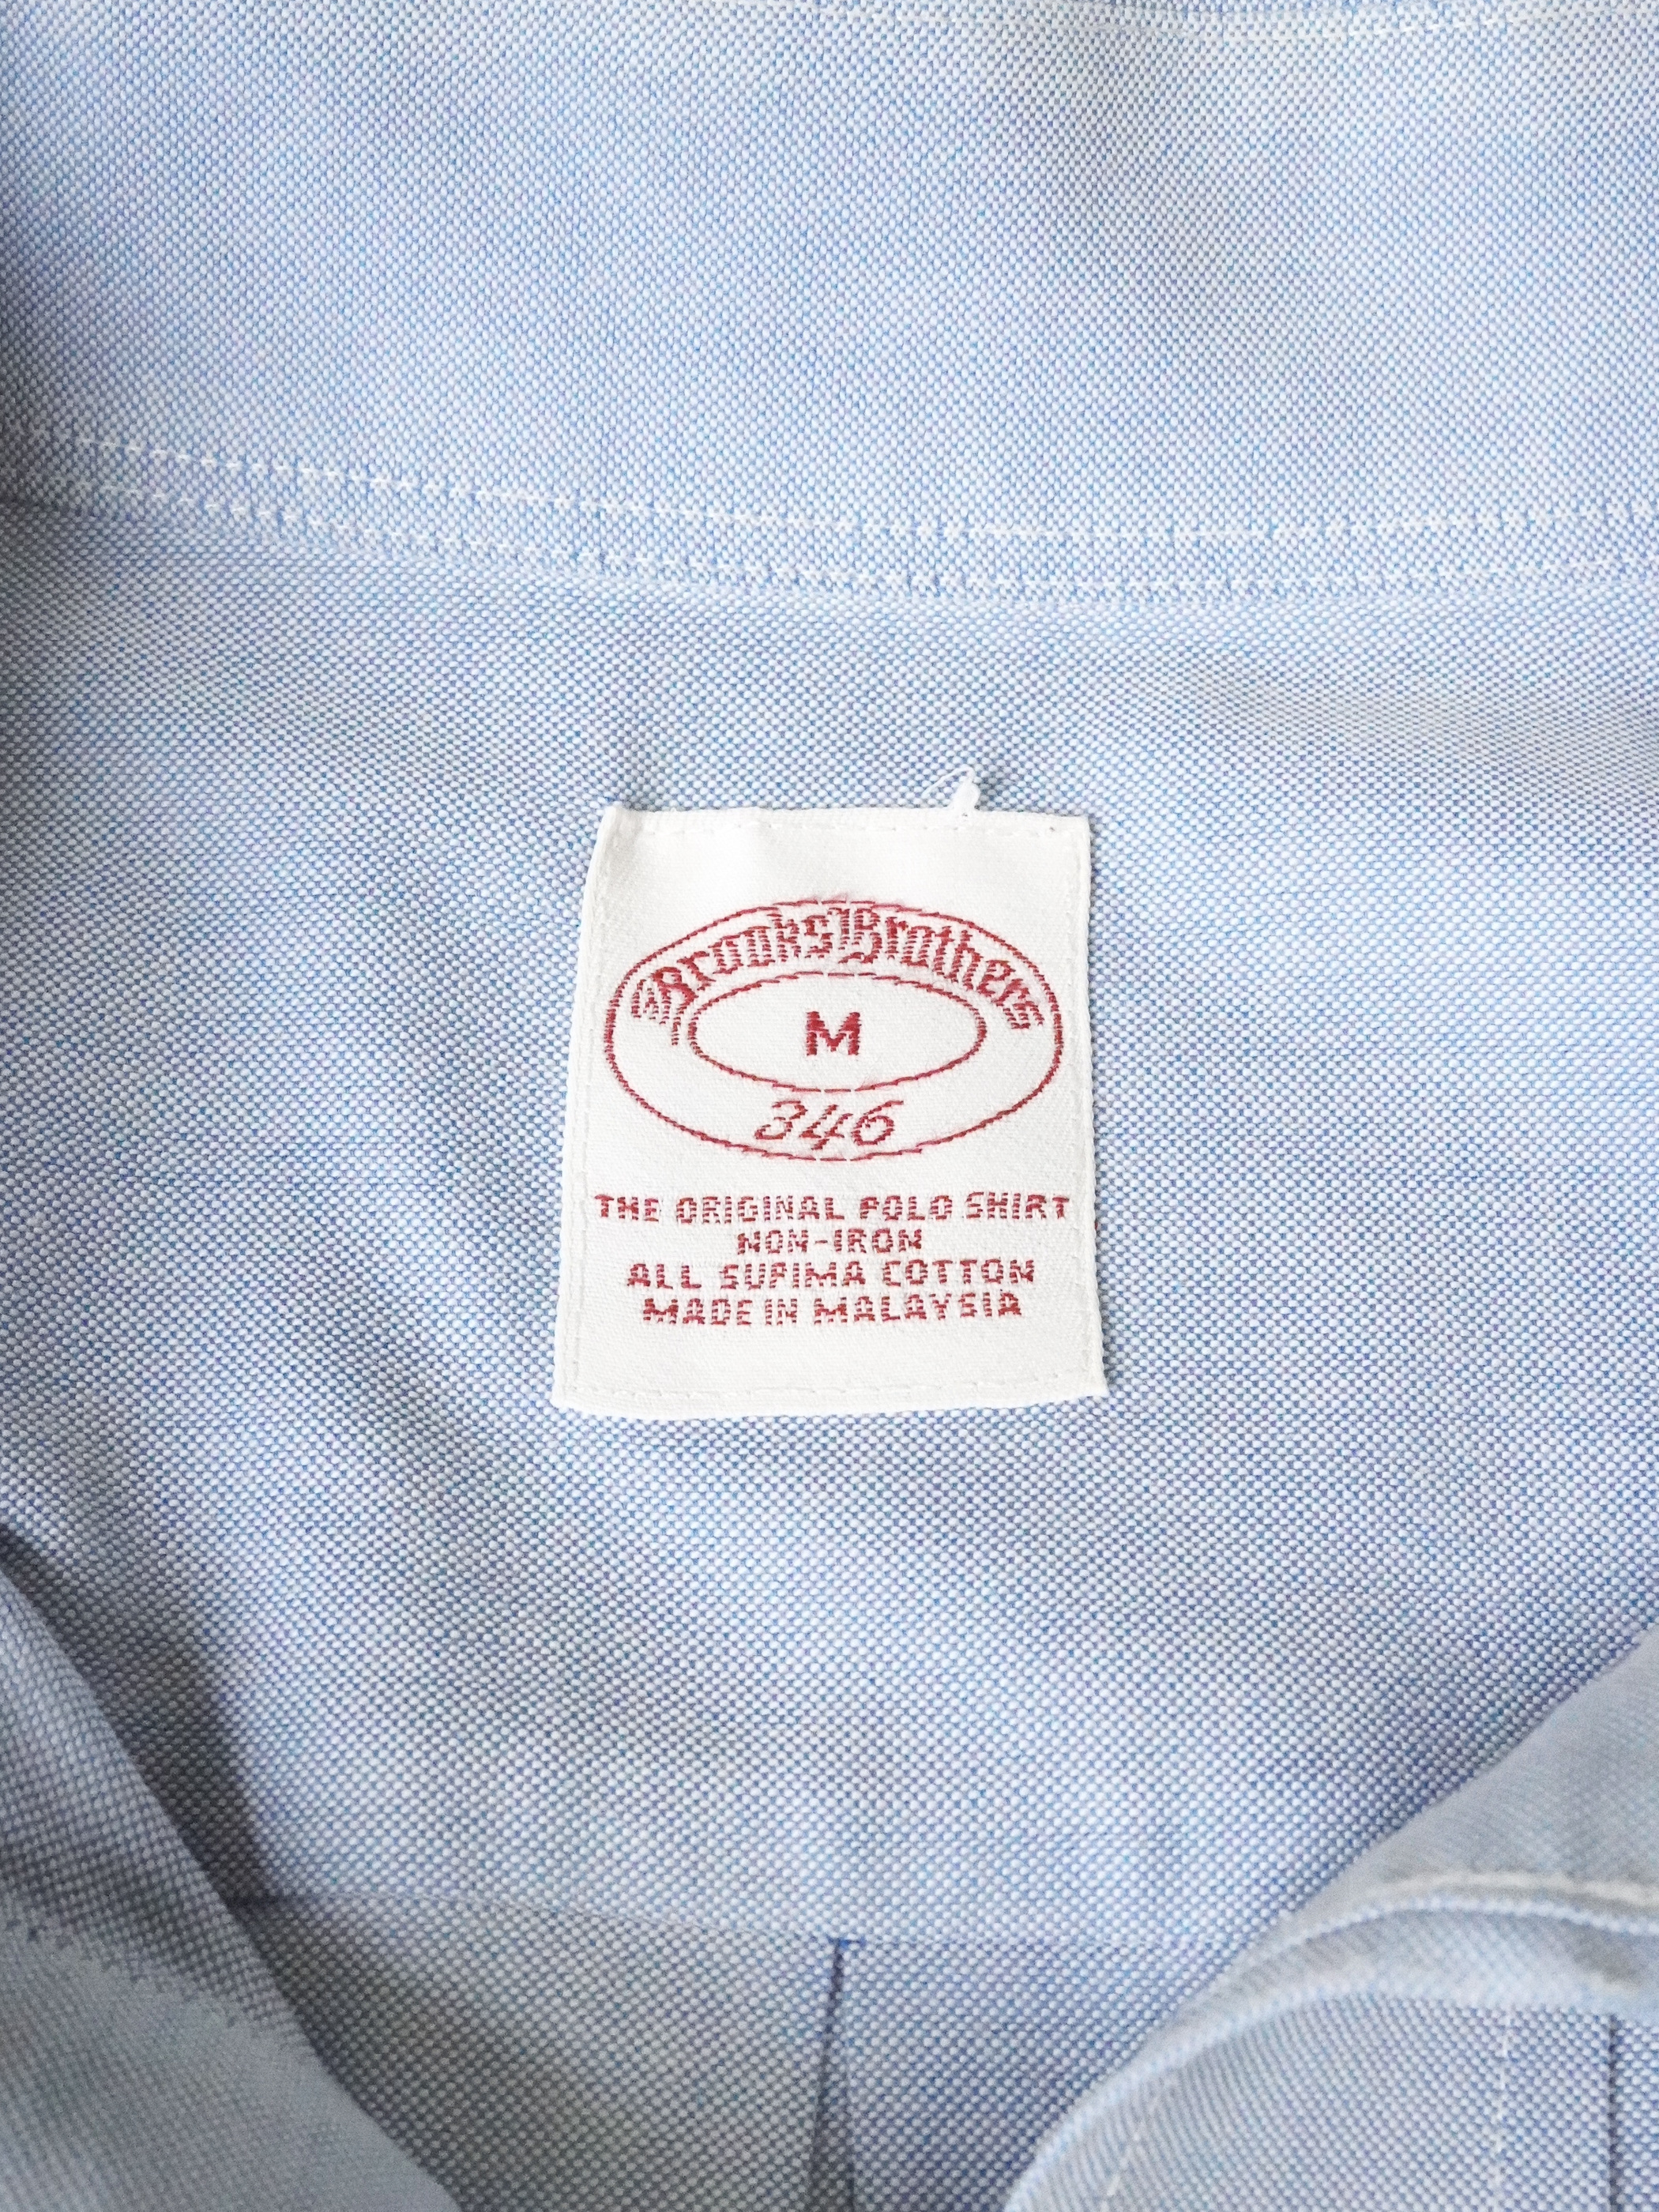 Brooks Brothers
M
346
THE ORIGINAL POLO SHIRT
NON-IRON
ALL SUPIMA COTTON
MADE IN MALAYSIA